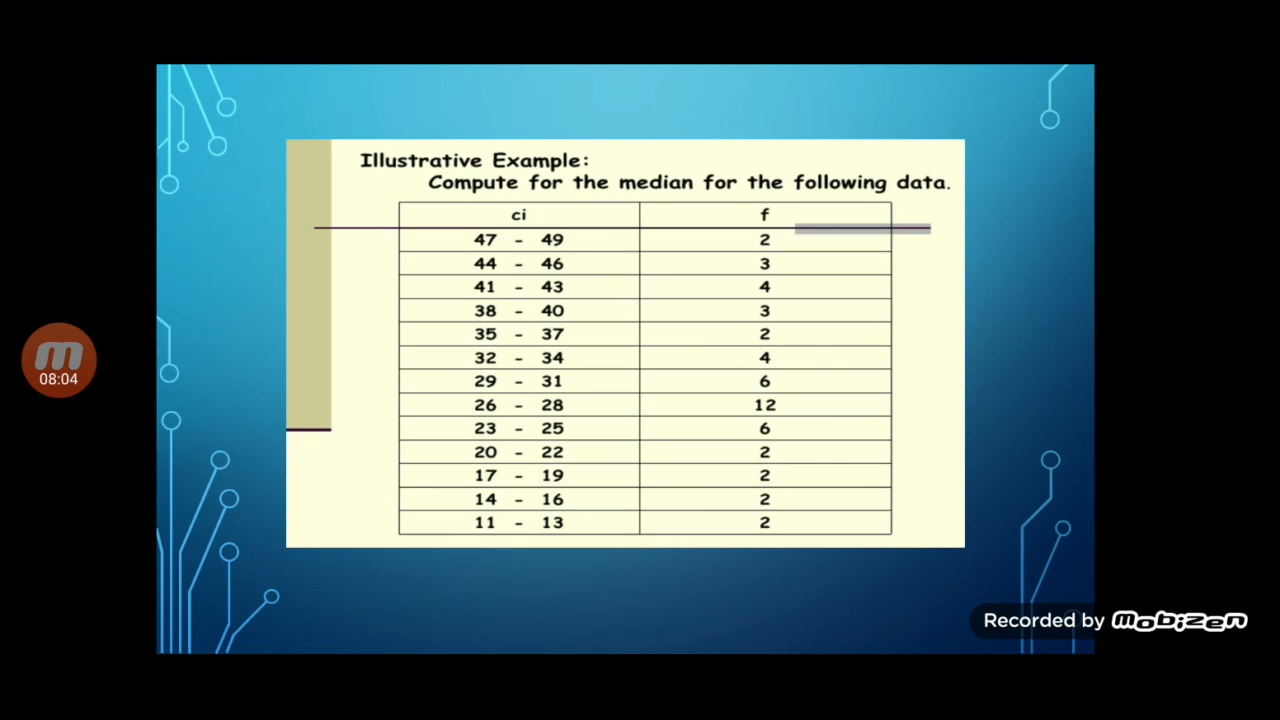 Illustrative Example:
Compute for the median for the following data.
ci f
47 - 49 2
44 - 46 3
41 - 43 4
38 - 40 3
35 - 37 2
32 - 34 4
29 - 31 6
26 - 28 12
23 - 25 6
20 - 22 2
17 - 19 2
14 - 16 2
11 - 13 2
m
08:04
Recorded by mobizen